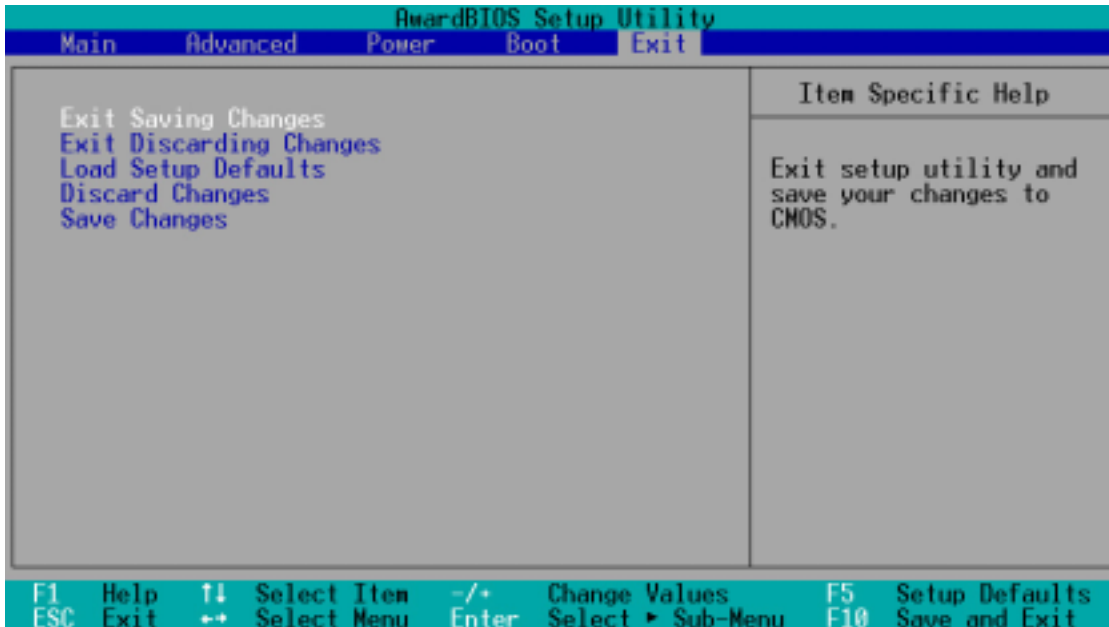 AwardBIOS Setup Utility
Main Advanced Power Boot Exit
Item Specific Help
Exit Saving Changes
Exit Discarding Changes
Load Setup Defaults
Discard Changes
Save Changes
Exit setup utility and
save your changes to
CMOS.
F1 Help ↑↓ Select Item -/+ Change Values F5 Setup Defaults
ESC Exit ←→ Select Menu Enter Select ► Sub-Menu F10 Save and Exit